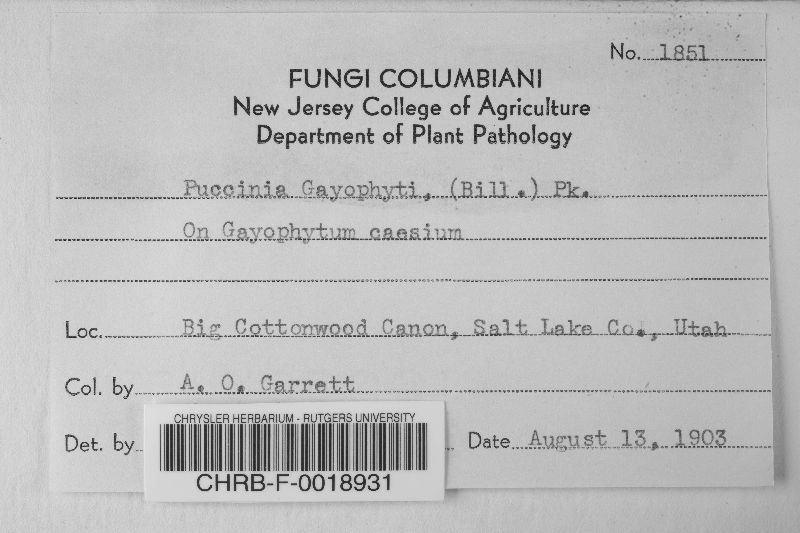 No. 1851
FUNGI COLUMBIANI
New Jersey College of Agriculture
Department of Plant Pathology
Puccinia Gayophyti, (Bill.) Pk.
On Gayophytum caesium
Loc. Big Cottonwood Canon, Salt Lake Co., Utah
Col. by A. O. Garrett
Det. by Date August 13, 1903
CHRYSLER HERBARIUM - RUTGERS UNIVERSITY
CHRB-F-0018931